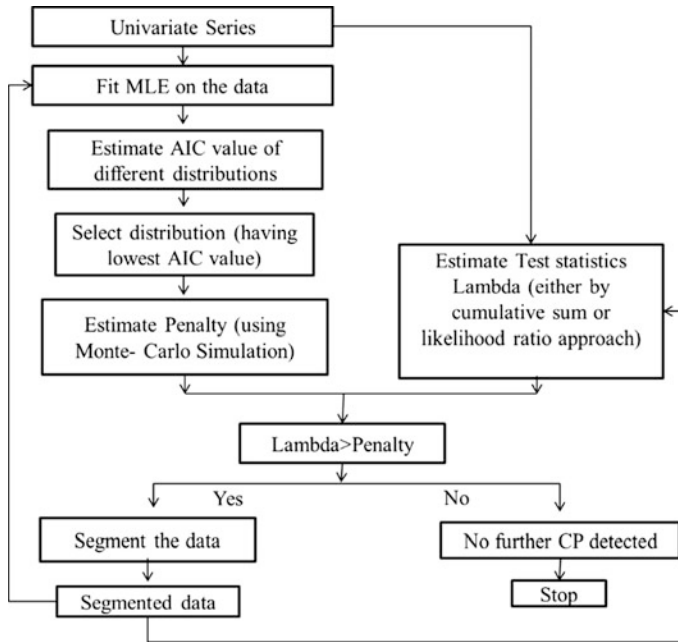 Univariate Series
Fit MLE on the data
Estimate AIC value of
different distributions
Select distribution (having
lowest AIC value)
Estimate Penalty (using
Monte- Carlo Simulation)
Estimate Test statistics
Lambda (either by
cumulative sum or
likelihood ratio approach)
Lambda>Penalty
Yes
No
Segment the data
No further CP detected
Segmented data
Stop